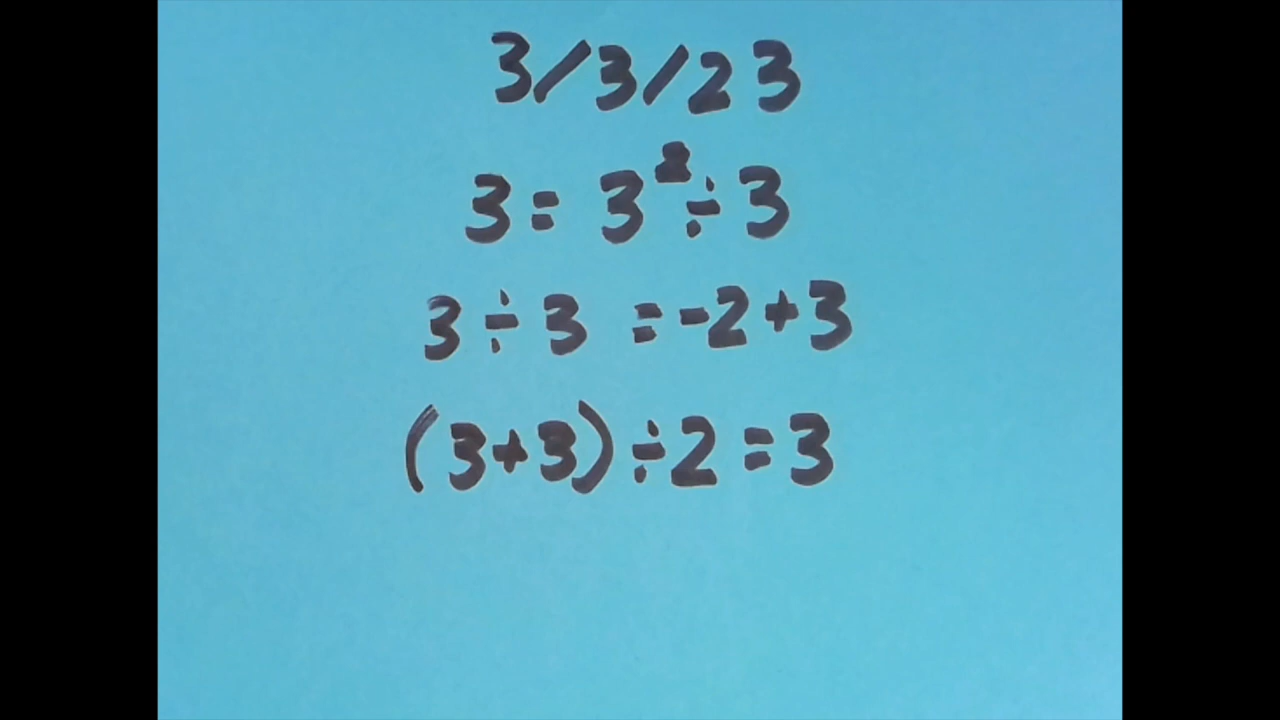 3/3/23
3 = 3² ÷ 3
3 ÷ 3 = -2 + 3
(3+3) ÷ 2 = 3